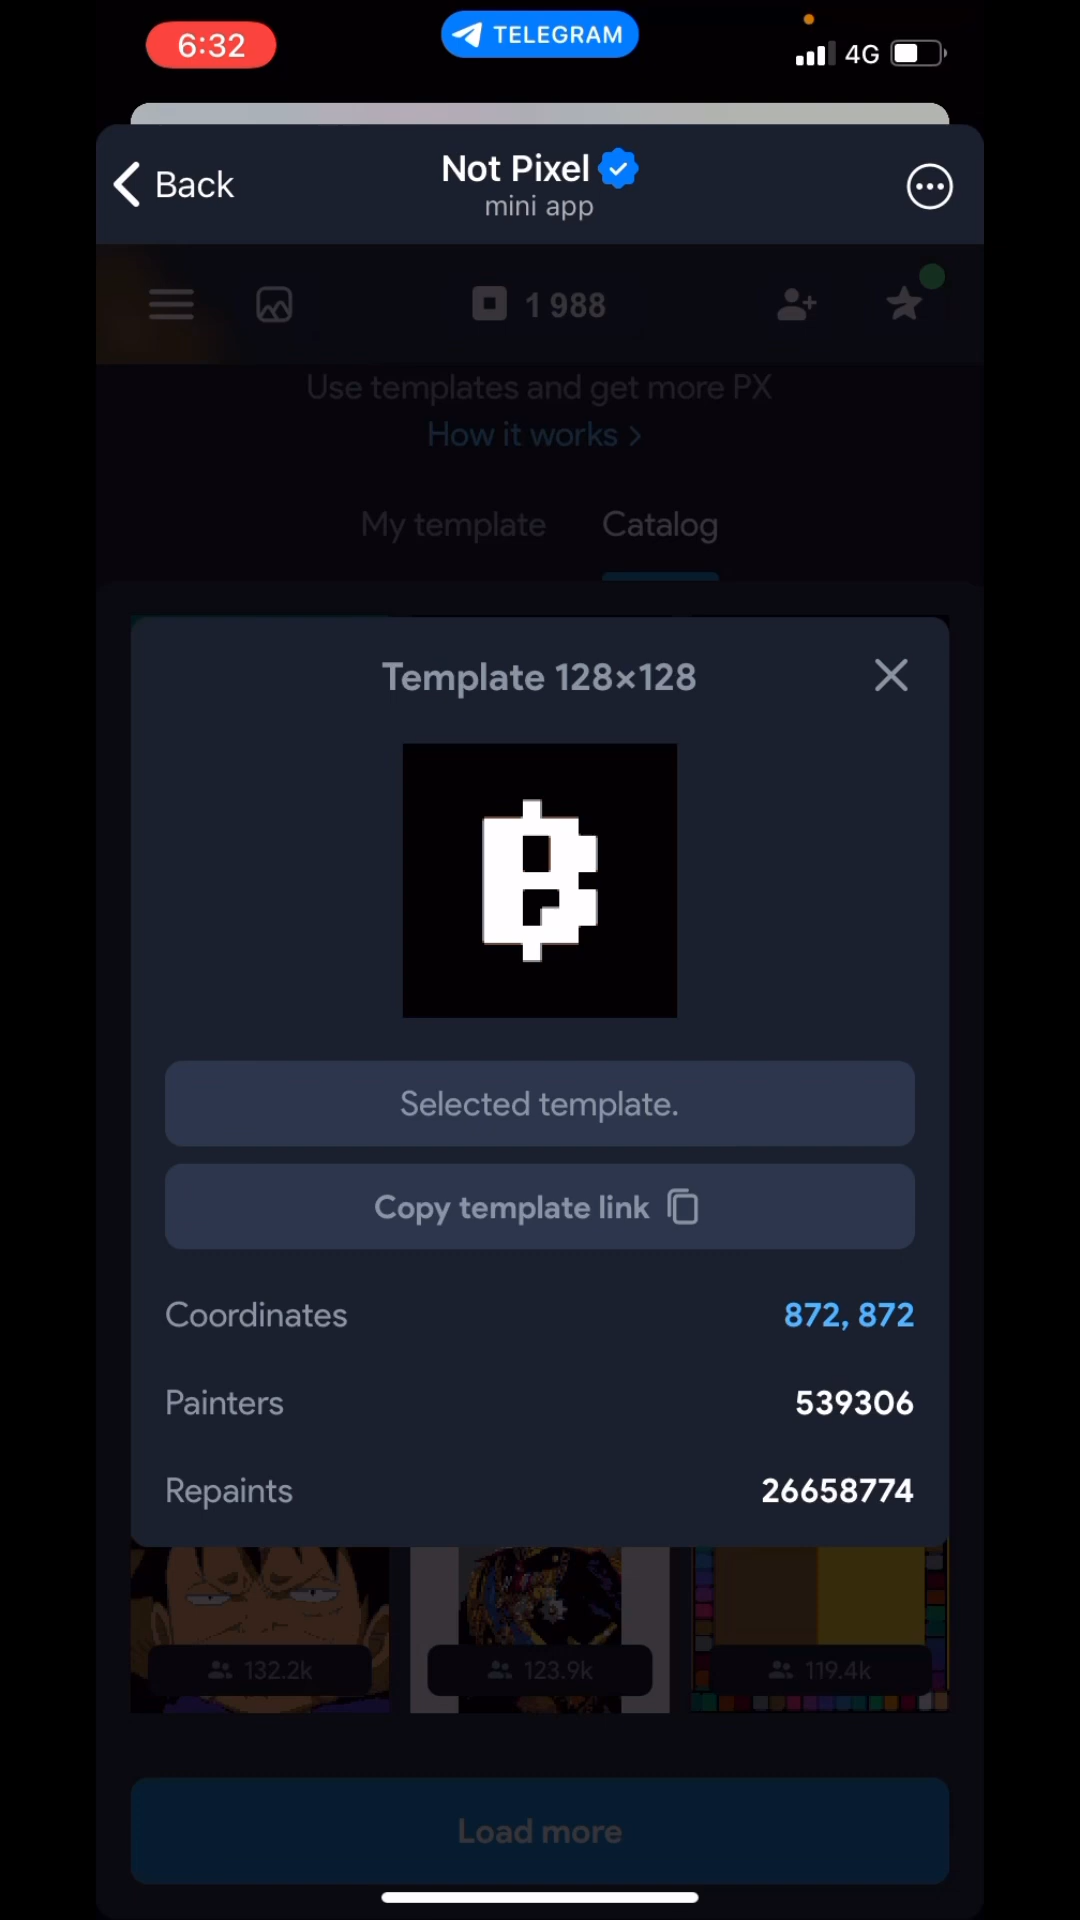 6:32
TELEGRAM
4G
Back
Not Pixel
mini app
1 988
Use templates and get more PX
How it works >
My template
Catalog
Template 128×128
Selected template.
Copy template link
Coordinates
872, 872
Painters
539306
Repaints
26658774
132.2k
123.9k
119.4k
Load more